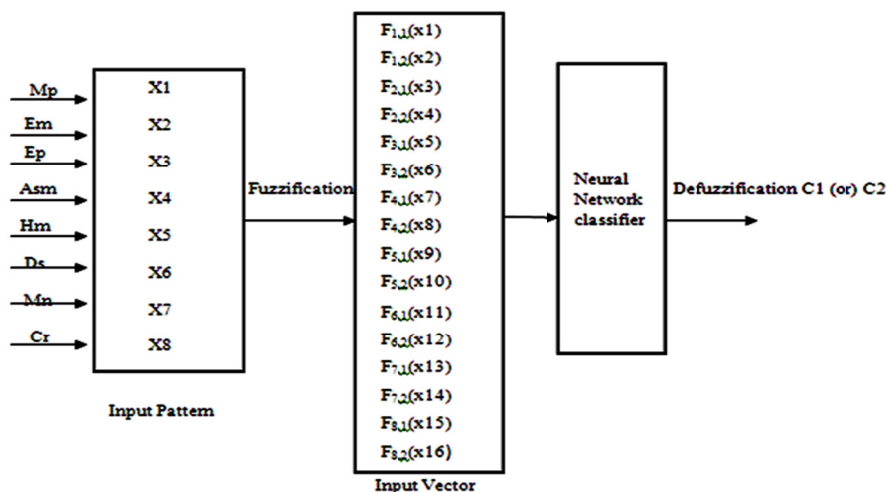 Mp
Em
Ep
Asm
Hm
Ds
Mn
Cr
X1
X2
X3
X4
X5
X6
X7
X8
Input Pattern
Fuzzification
F1,1(x1)
F1,2(x2)
F2,1(x3)
F2,2(x4)
F3,1(x5)
F3,2(x6)
F4,1(x7)
F4,2(x8)
F5,1(x9)
F5,2(x10)
F6,1(x11)
F6,2(x12)
F7,1(x13)
F7,2(x14)
F8,1(x15)
F8,2(x16)
Input Vector
Neural
Network
classifier
Defuzzification C1 (or) C2